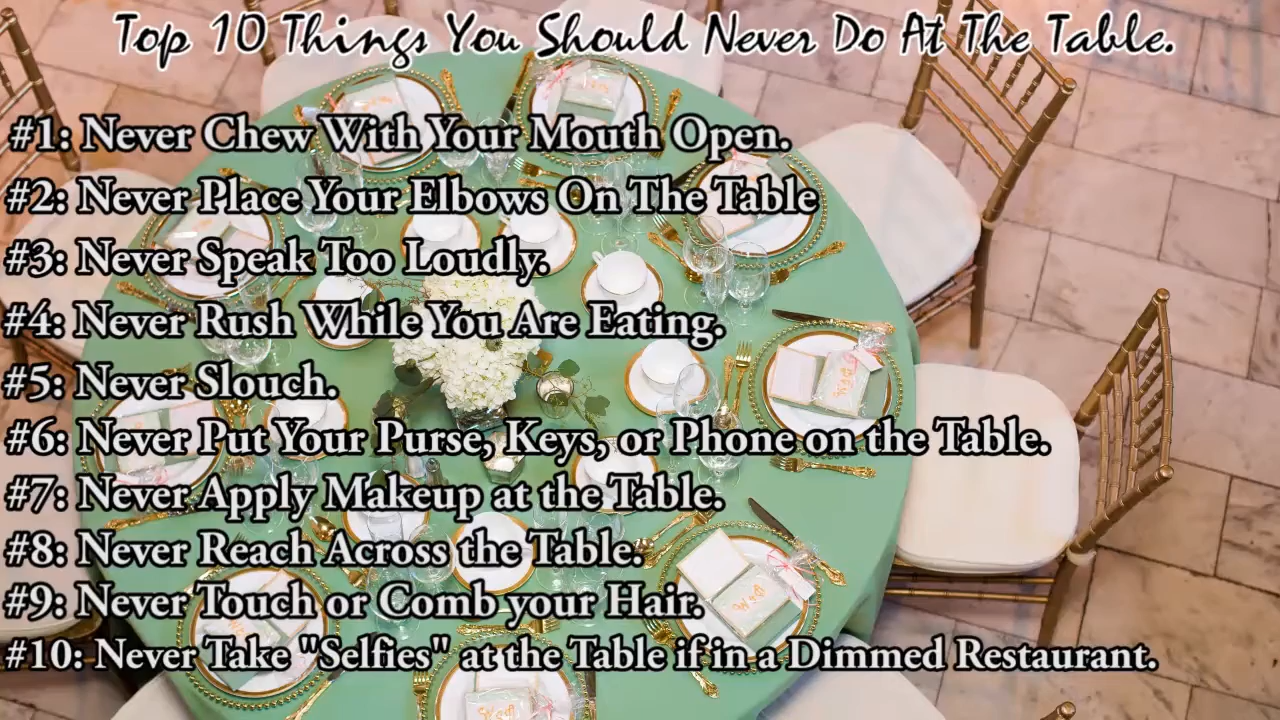 Top 10 Things You Should Never Do At The Table.
#1: Never Chew With Your Mouth Open.
#2: Never Place Your Elbows On The Table
#3: Never Speak Too Loudly.
#4: Never Rush While You Are Eating.
#5: Never Slouch.
#6: Never Put Your Purse, Keys, or Phone on the Table.
#7: Never Apply Makeup at the Table.
#8: Never Reach Across the Table.
#9: Never Touch or Comb your Hair.
#10: Never Take "Selfies" at the Table if in a Dimmed Restaurant.